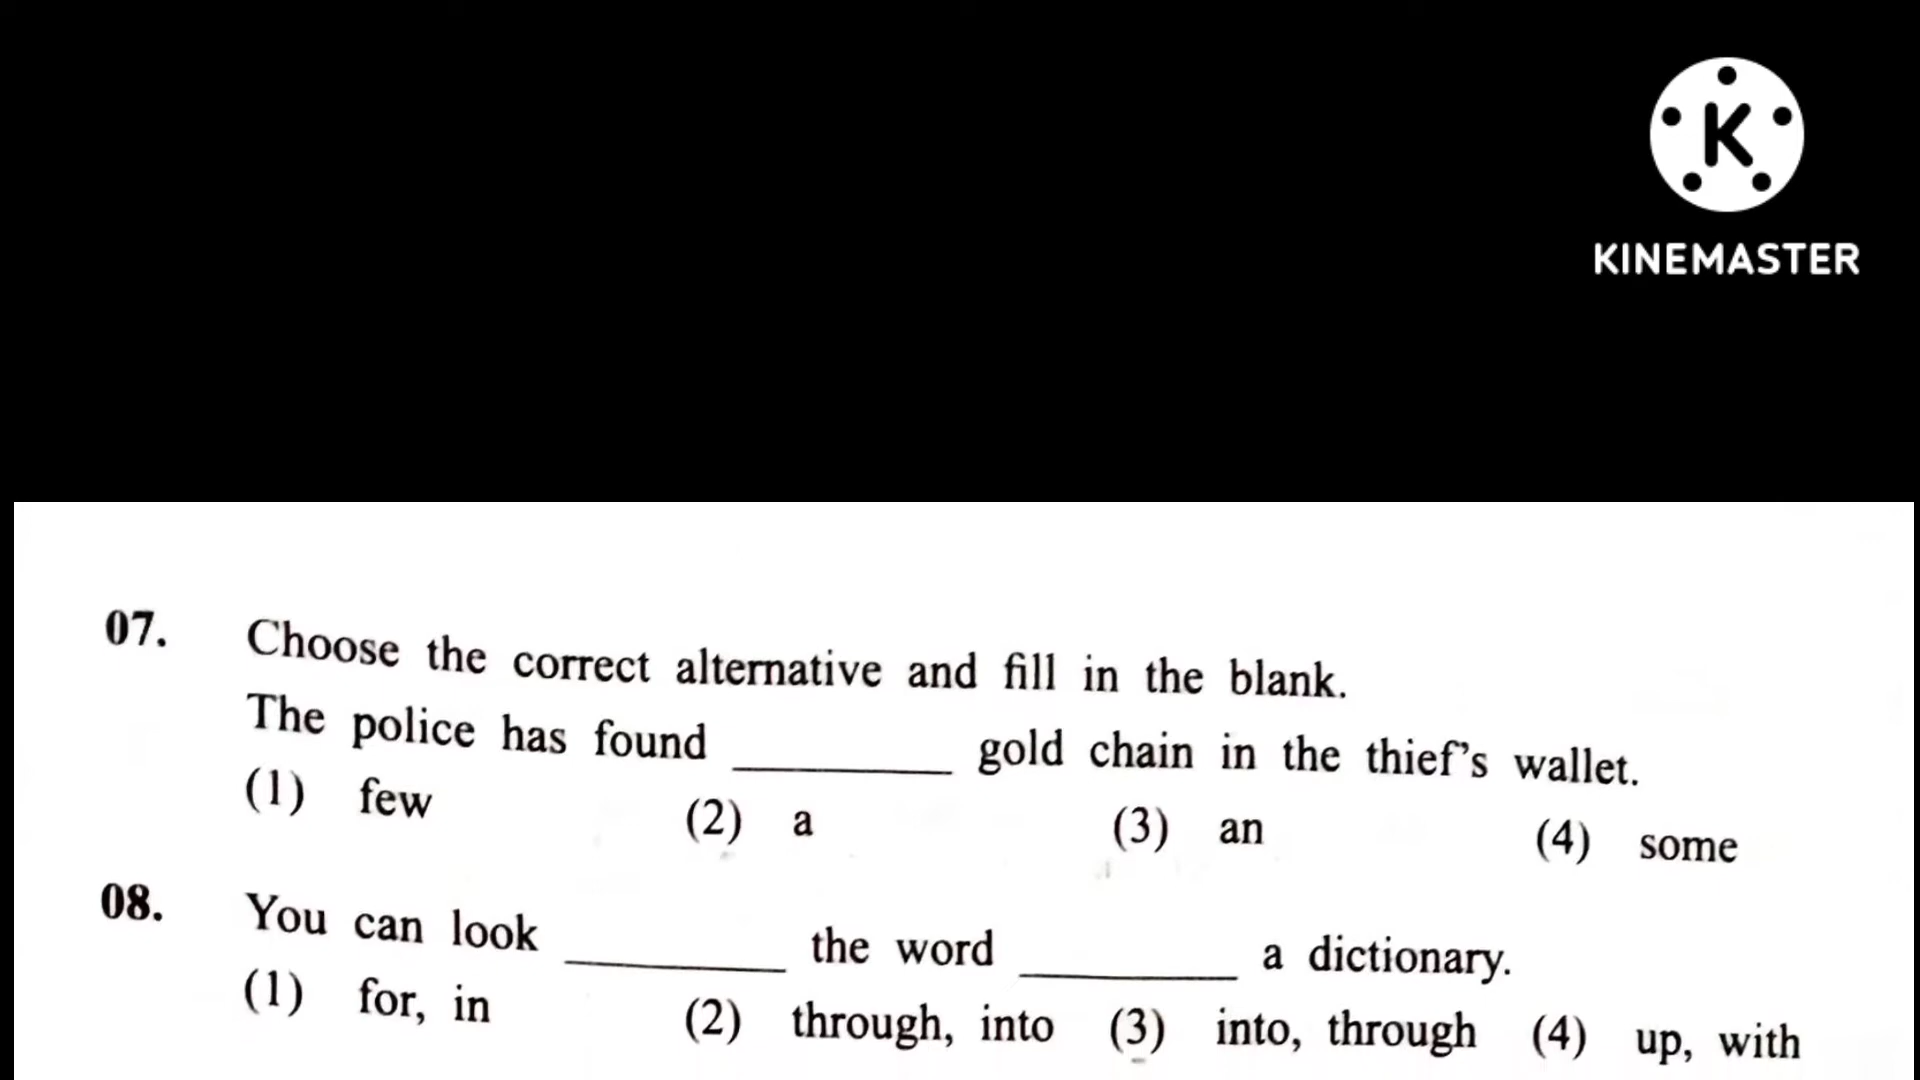 K
KINEMASTER
07. Choose the correct alternative and fill in the blank.
The police has found ________ gold chain in the thief's wallet.
(1) few (2) a (3) an (4) some
08. You can look ________ the word ________ a dictionary.
(1) for, in (2) through, into (3) into, through (4) up, with